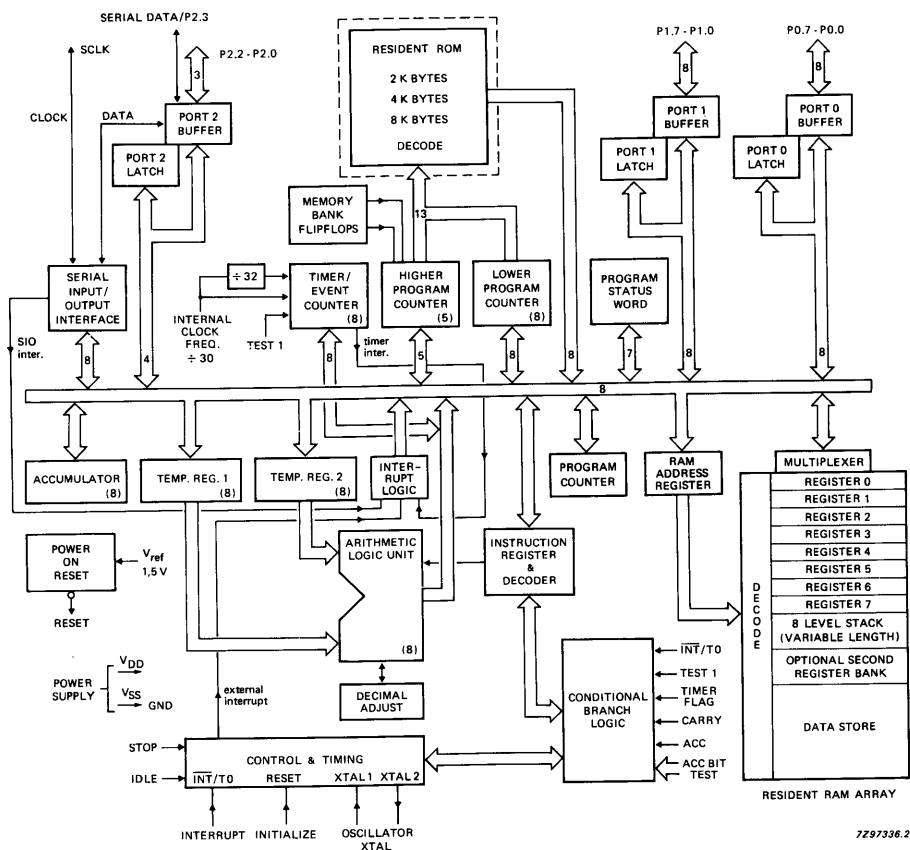 SERIAL DATA/P2.3
SCLK
P2.2 - P2.0
3
CLOCK
DATA
PORT 2
BUFFER
PORT 2
LATCH
RESIDENT ROM
2 K BYTES
4 K BYTES
8 K BYTES
DECODE
P1.7 - P1.0
8
PORT 1
BUFFER
PORT 1
LATCH
P0.7 - P0.0
8
PORT 0
BUFFER
PORT 0
LATCH
MEMORY
BANK
FLIPFLOPS
13
SERIAL
INPUT/
OUTPUT
INTERFACE
÷ 32
TIMER/
EVENT
COUNTER
(8)
HIGHER
PROGRAM
COUNTER
(5)
LOWER
PROGRAM
COUNTER
(8)
PROGRAM
STATUS
WORD
INTERNAL
CLOCK
FREQ.
÷ 30
TEST 1
timer
inter.
SIO
inter.
8
4
8
5
8
8
7
8
8
8
ACCUMULATOR
(8)
TEMP. REG. 1
(8)
TEMP. REG. 2
(8)
INTER-
RUPT
LOGIC
PROGRAM
COUNTER
RAM
ADDRESS
REGISTER
MULTIPLEXER
REGISTER 0
REGISTER 1
REGISTER 2
REGISTER 3
REGISTER 4
REGISTER 5
REGISTER 6
REGISTER 7
8 LEVEL STACK
(VARIABLE LENGTH)
OPTIONAL SECOND
REGISTER BANK
DATA STORE
DECODE
RESIDENT RAM ARRAY
POWER
ON
RESET
Vref
1,5 V
RESET
ARITHMETIC
LOGIC UNIT
(8)
INSTRUCTION
REGISTER
&
DECODER
DECIMAL
ADJUST
POWER
SUPPLY
VDD
VSS
GND
external
interrupt
CONDITIONAL
BRANCH
LOGIC
I̅N̅T̅/T0
TEST 1
TIMER
FLAG
CARRY
ACC
ACC BIT
TEST
STOP
IDLE
CONTROL & TIMING
I̅N̅T̅/T0 RESET XTAL 1 XTAL 2
INTERRUPT INITIALIZE OSCILLATOR
XTAL
7Z97336.2